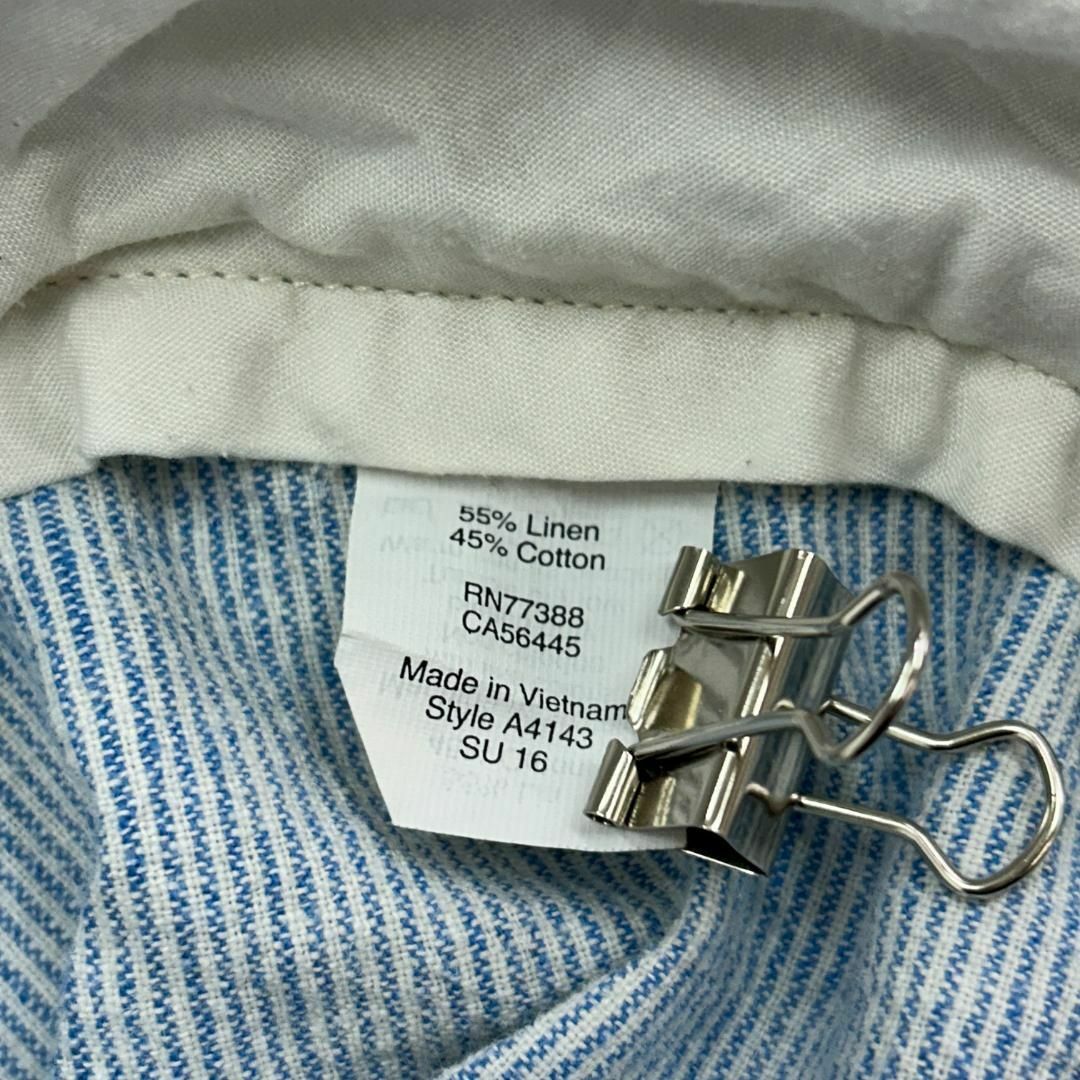 55% Linen
45% Cotton
RN77388
CA56445
Made in Vietnam
Style A4143
SU 16